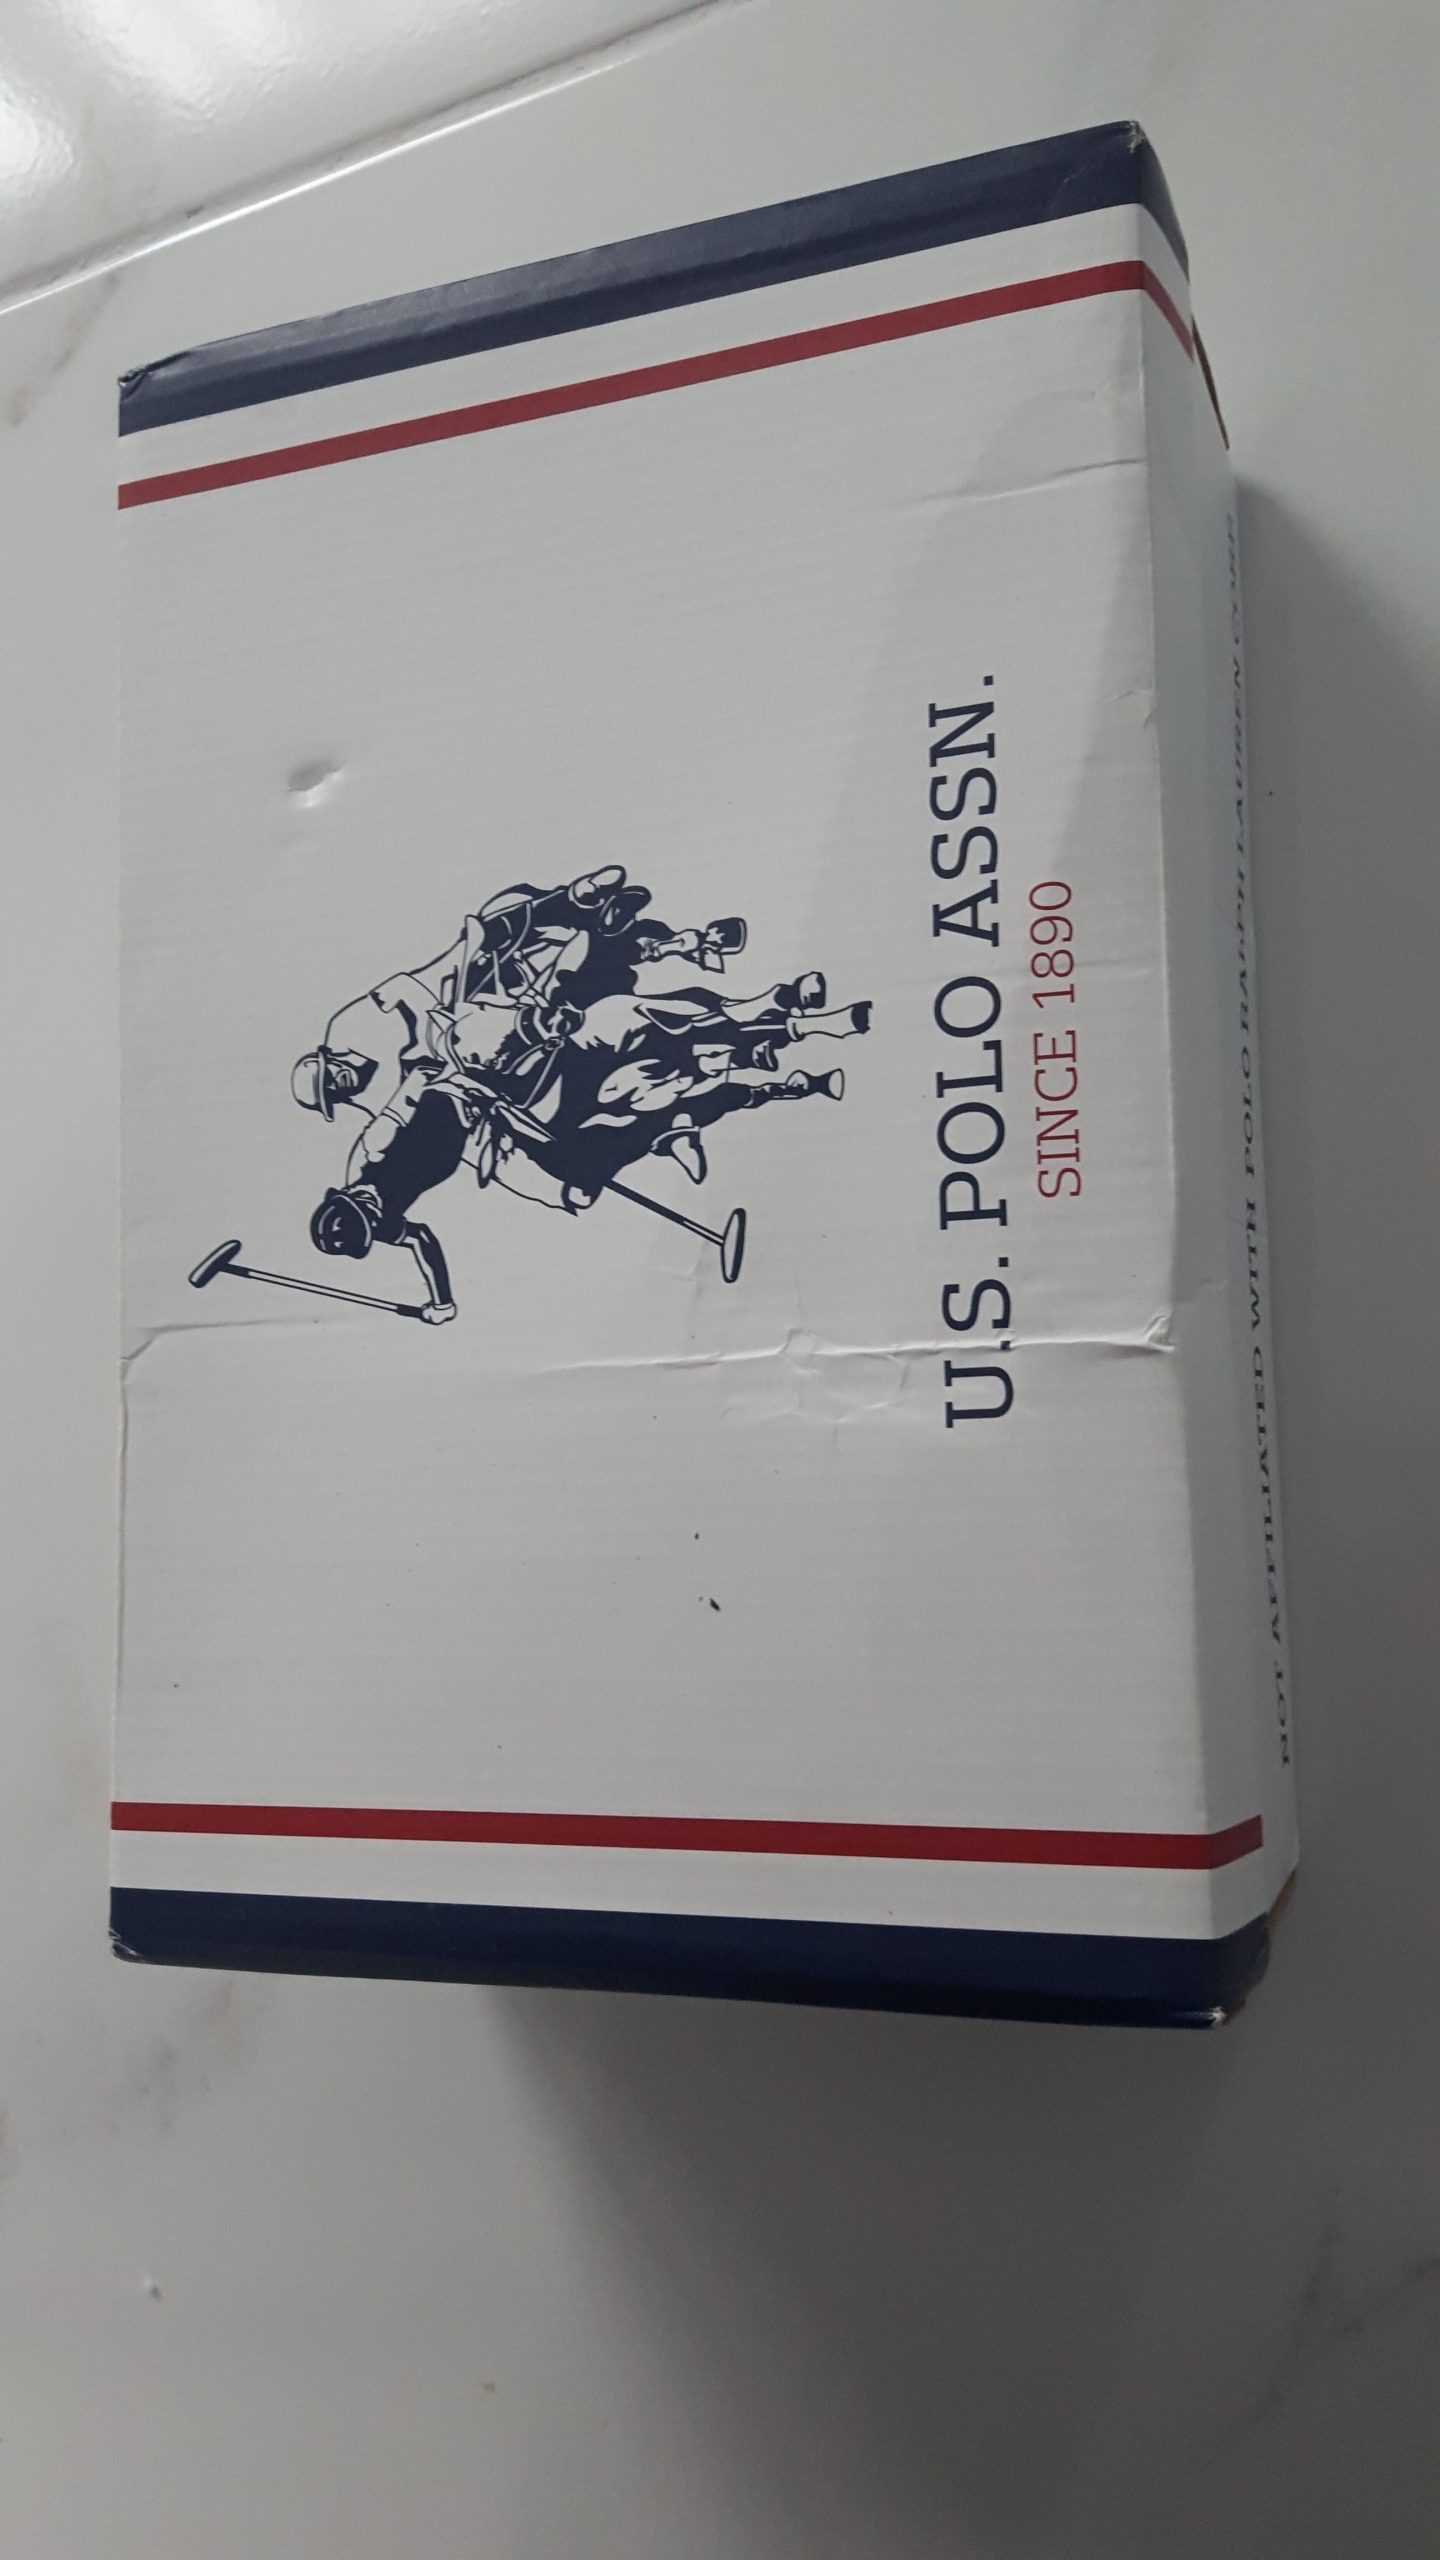 U.S. POLO ASSN.
SINCE 1890
NOT AFFILIATED WITH POLO RALPH LAUREN CORP.